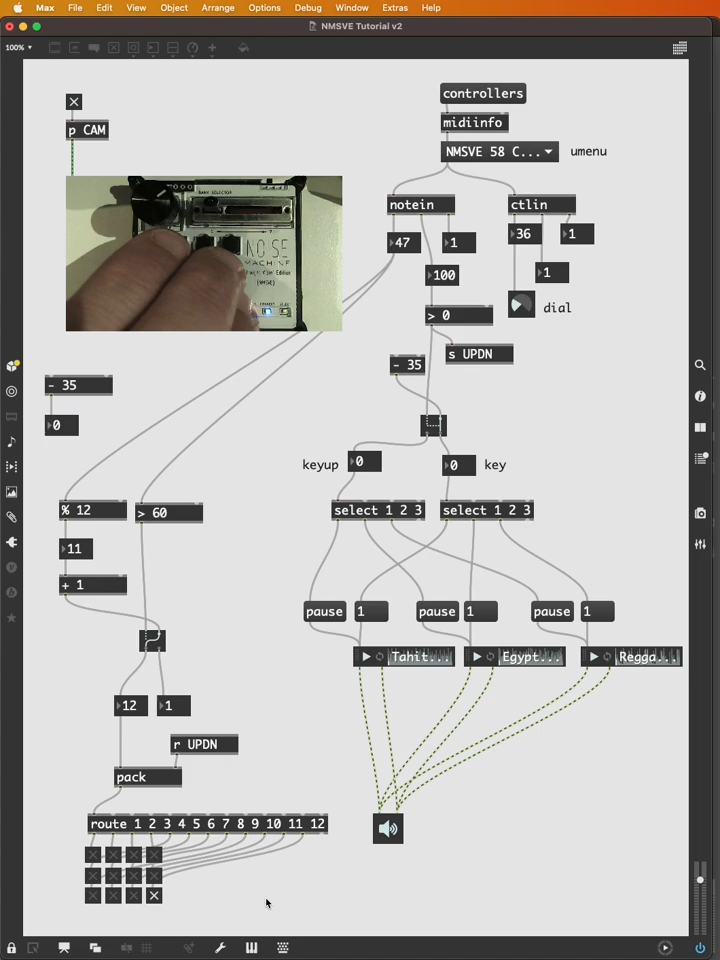 Max File Edit View Object Arrange Options Debug Window Extras Help
NMSVE Tutorial v2
100%
controllers
p CAM
midiinfo
NMSVE 58 C... umenu
BANK SELECTOR
NOISE
MACHINE
notein ctlin
47 1 36 1
100 1
dial
> 0
s UPDN
- 35
- 35
0
keyup 0 0 key
% 12 > 60 select 1 2 3 select 1 2 3
11
+ 1
pause 1 pause 1 pause 1
Tahit... Egypt... Regga...
12 1
r UPDN
pack
route 1 2 3 4 5 6 7 8 9 10 11 12